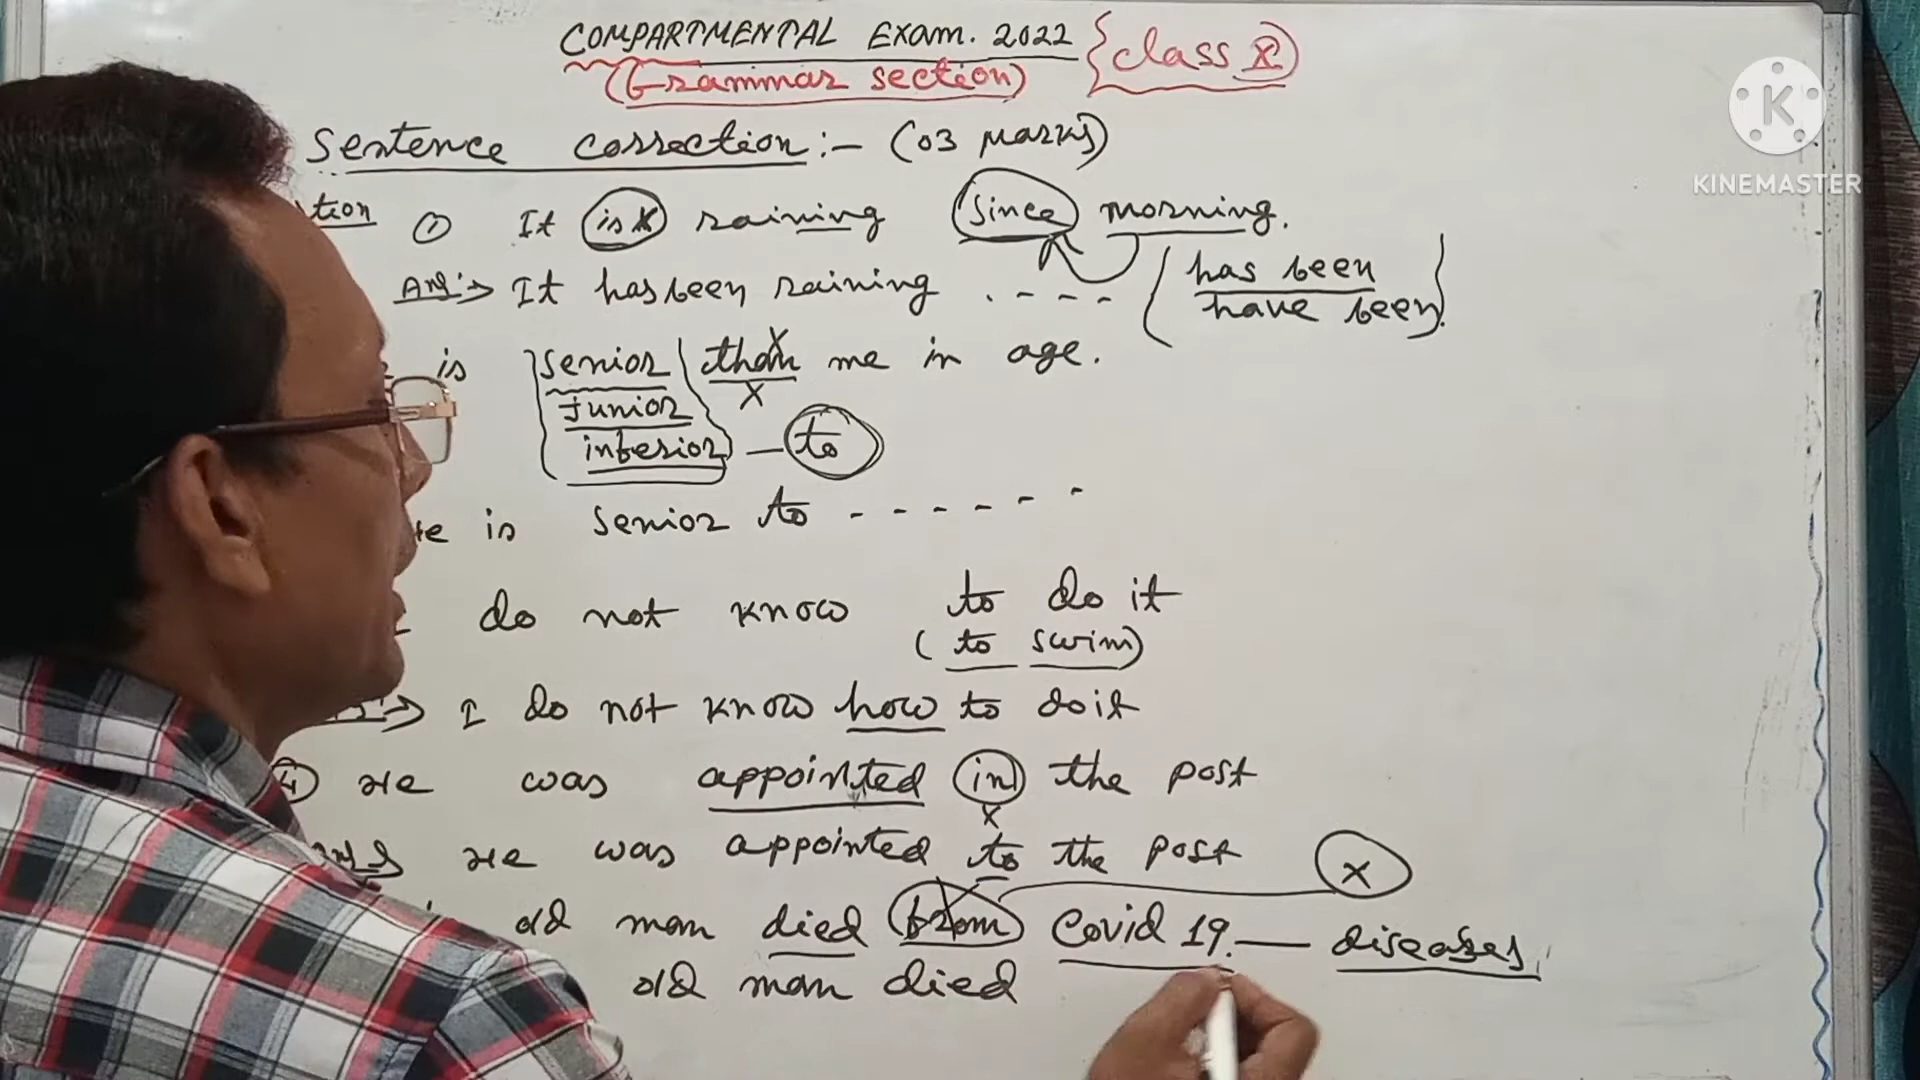 COMPARTMENTAL Exam. 2022 {class X}
(Grammar section)
Sentence correction:- (03 Marks)
① It is x raining since morning.
Ans:→ It has been raining . - - - - (has been
have been)
is senior than me in age.
x
x
Junior
inferior — to
He is senior to - - - - - - -
do not know to do it
(to swim)
I do not know how to do it
④ He was appointed in the post
x
Ans He was appointed to the post x
old man died from Covid 19. — diseases
old man died
K
KINEMASTER